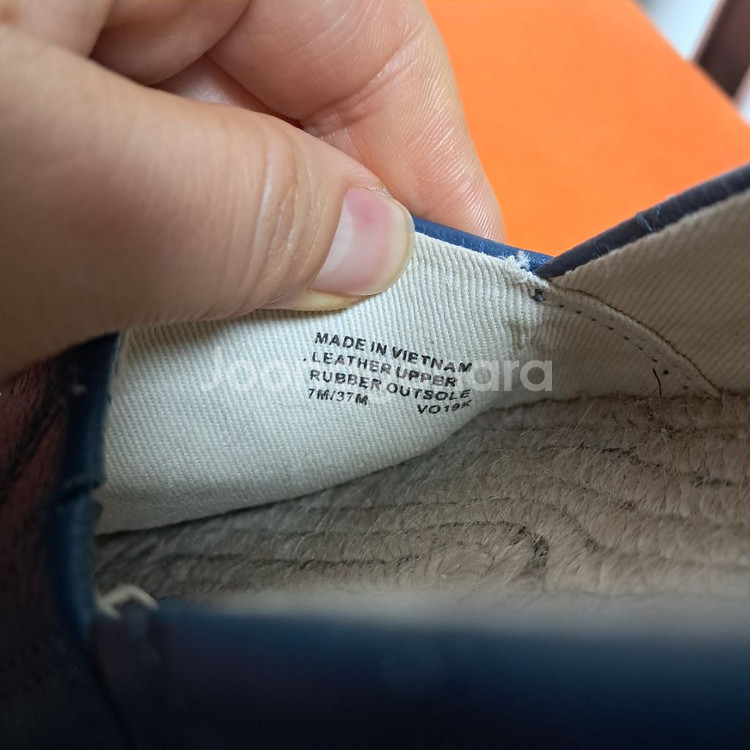 MADE IN VIETNAM
LEATHER UPPER
RUBBER OUTSOLE
7M/37M VO19K